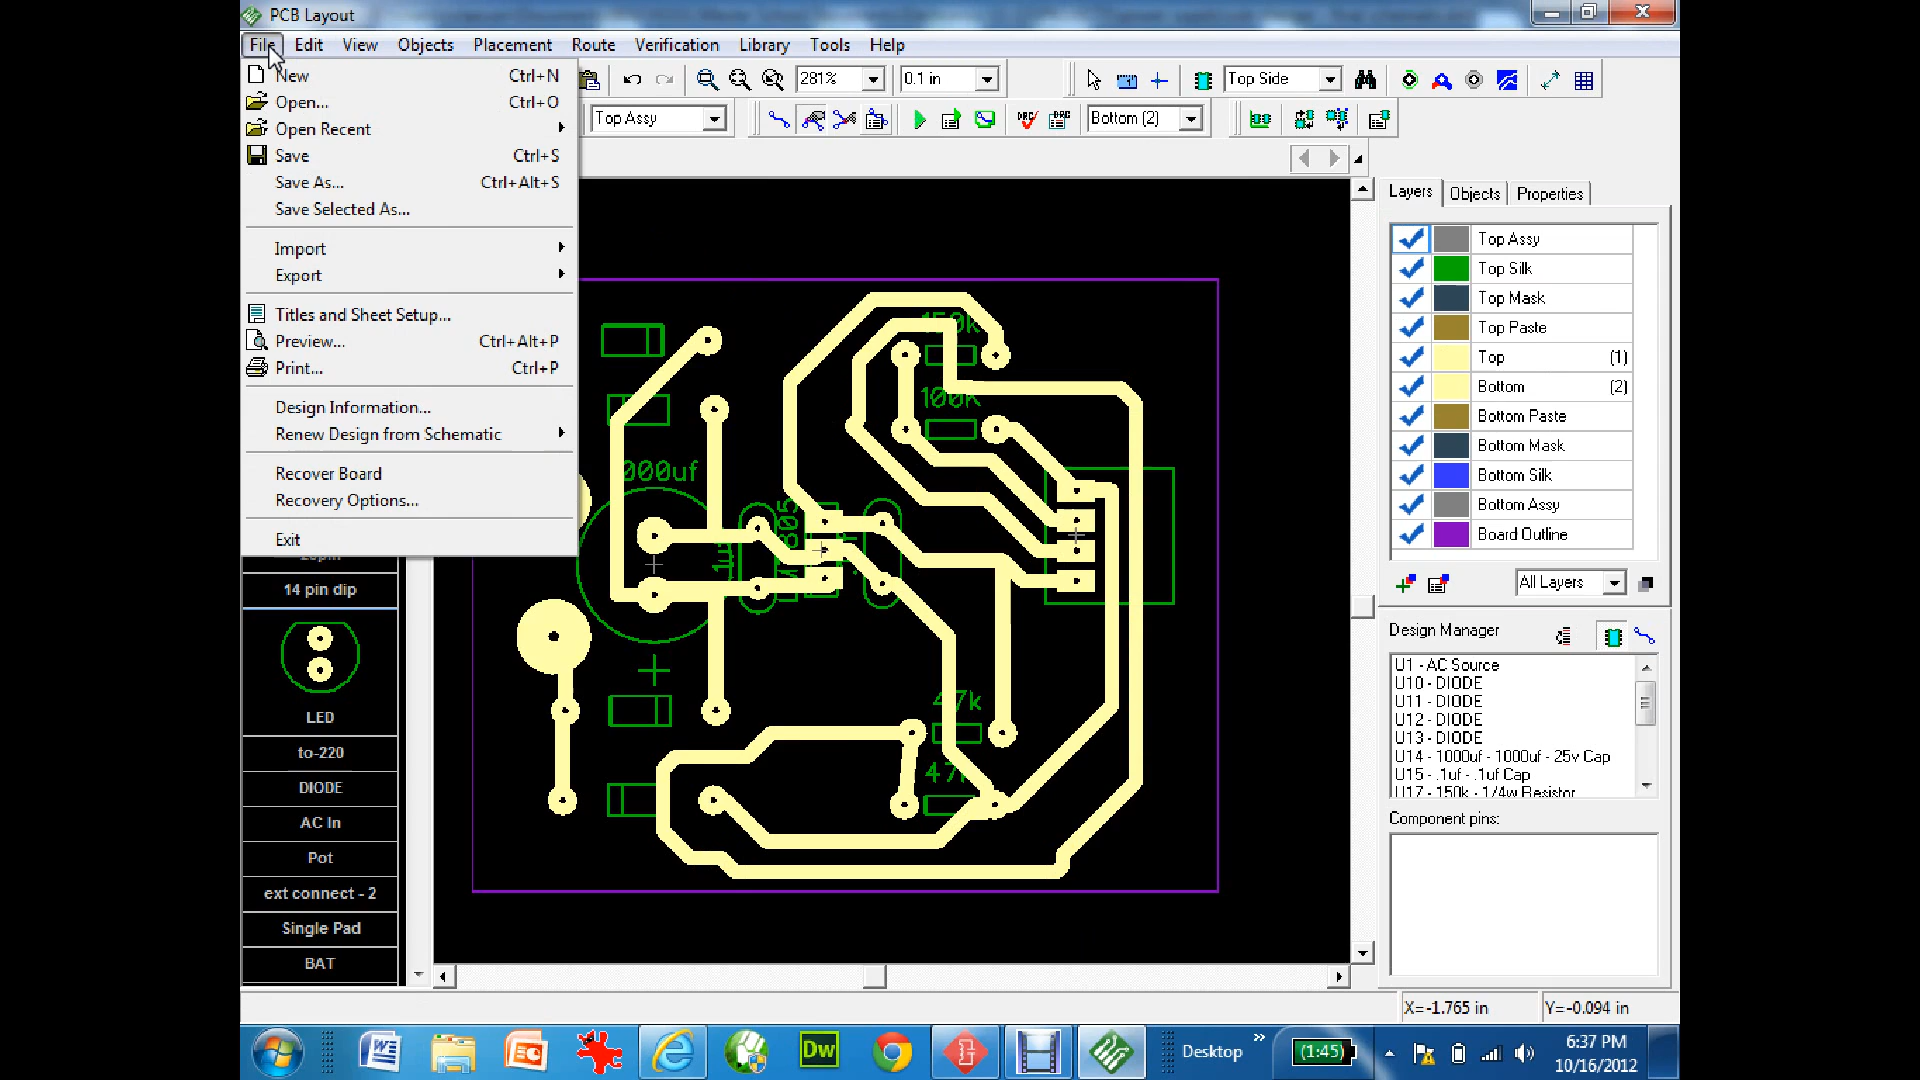 PCB Layout
File Edit View Objects Placement Route Verification Library Tools Help
New Ctrl+N
Open... Ctrl+O
Open Recent
Save Ctrl+S
Save As... Ctrl+Alt+S
Save Selected As...
Import
Export
Titles and Sheet Setup...
Preview... Ctrl+Alt+P
Print... Ctrl+P
Design Information...
Renew Design from Schematic
Recover Board
Recovery Options...
Exit
281%
0.1 in
Top Side
Top Assy
Bottom (2)
14 pin dip
LED
to-220
DIODE
AC In
Pot
ext connect - 2
Single Pad
BAT
150k
100k
000uf
47k
Layers Objects Properties
Top Assy
Top Silk
Top Mask
Top Paste
Top (1)
Bottom (2)
Bottom Paste
Bottom Mask
Bottom Silk
Bottom Assy
Board Outline
All Layers
Design Manager
U1 - AC Source
U10 - DIODE
U11 - DIODE
U12 - DIODE
U13 - DIODE
U14 - 1000uf - 1000uf - 25v Cap
U15 - .1uf - .1uf Cap
U17 - 150k - 1/4w Resistor
Component pins:
X=-1.765 in Y=-0.094 in
Dw
Desktop
(1:45)
6:37 PM
10/16/2012